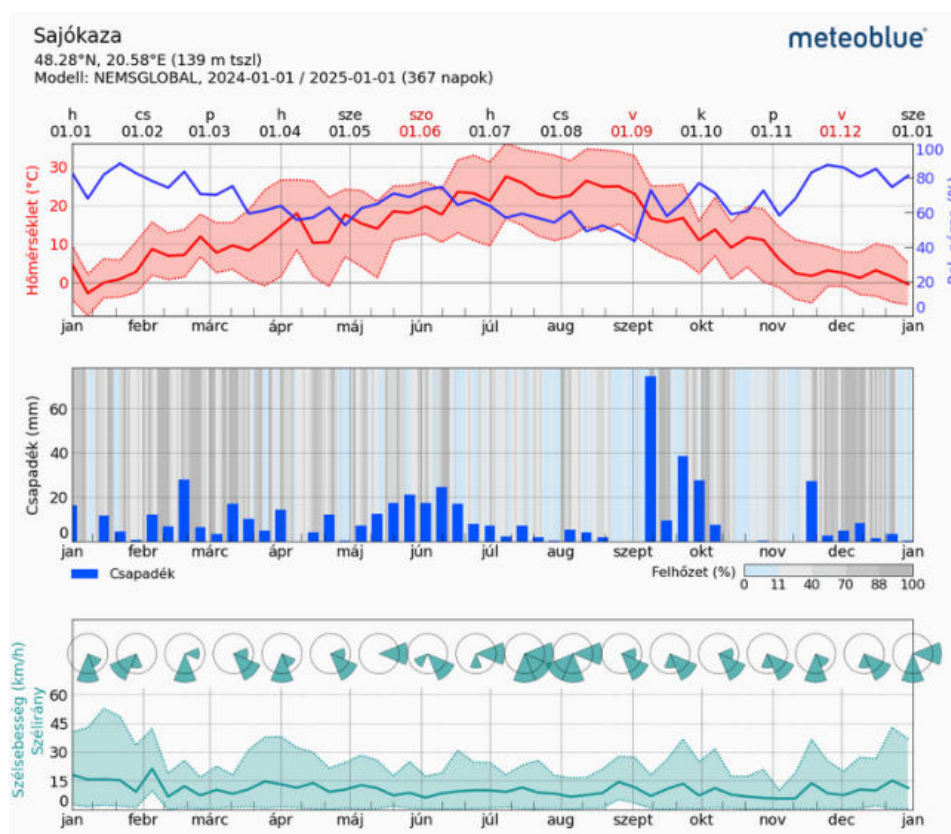 Sajókaza
meteoblue
48.28°N, 20.58°E (139 m tszl)
Modell: NEMSGLOBAL, 2024-01-01 / 2025-01-01 (367 napok)
h cs p h sze szo h cs v k p v sze
01.01 01.02 01.03 01.04 01.05 01.06 01.07 01.08 01.09 01.10 01.11 01.12 01.01
Hőmérséklet (°C)
30
20
10
0
100
80
60
40
20
0
jan febr márc ápr máj jún júl aug szept okt nov dec jan
Csapadék (mm)
60
40
20
0
jan febr márc ápr máj jún júl aug szept okt nov dec jan
Csapadék
Felhőzet (%)
0 11 40 70 88 100
Szélsebesség (km/h)
Szélirány
60
45
30
15
0
jan febr márc ápr máj jún júl aug szept okt nov dec jan